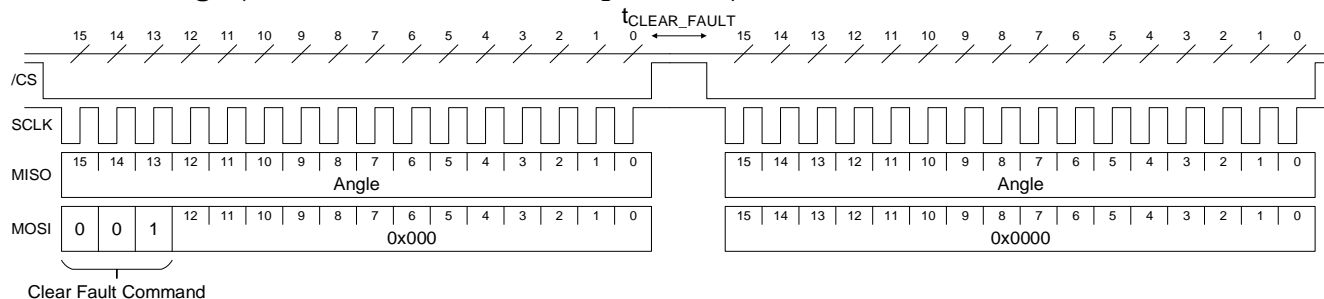 t_CLEAR_FAULT
15 14 13 12 11 10 9 8 7 6 5 4 3 2 1 0 15 14 13 12 11 10 9 8 7 6 5 4 3 2 1 0
/CS
SCLK
MISO 15 14 13 12 11 10 9 8 7 6 5 4 3 2 1 0 15 14 13 12 11 10 9 8 7 6 5 4 3 2 1 0
Angle Angle
MOSI 0 0 1 12 11 10 9 8 7 6 5 4 3 2 1 0 15 14 13 12 11 10 9 8 7 6 5 4 3 2 1 0
0x000 0x0000
Clear Fault Command